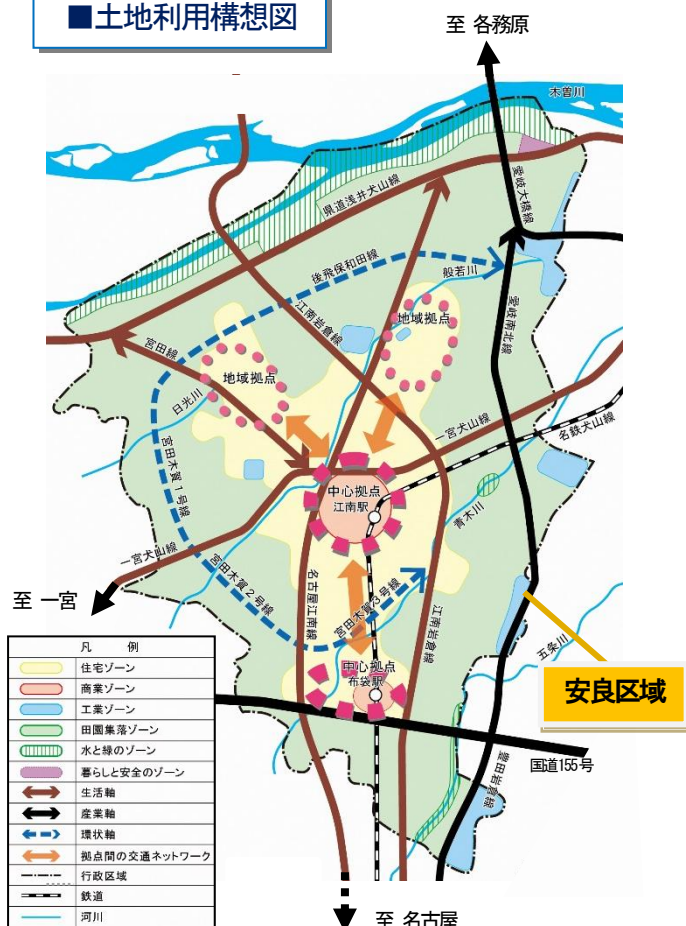 ■土地利用構想図
至 各務原
木曽川
県道浅井犬山線
愛岐大橋線
後飛保和田線
般若川
江南岩倉線
愛岐南北線
地域拠点
宮田線
地域拠点
日光川
一宮犬山線
名鉄犬山線
宮田木賀1号線
中心拠点
江南駅
青木川
一宮犬山線
宮田木賀2号線
名古屋江南線
宮田木賀3号線
江南岩倉線
至 一宮
五条川
安良区域
中心拠点
布袋駅
国道155号
豊田岩倉線
凡 例
住宅ゾーン
商業ゾーン
工業ゾーン
田園集落ゾーン
水と緑のゾーン
暮らしと安全のゾーン
生活軸
産業軸
環状軸
拠点間の交通ネットワーク
行政区域
鉄道
河川
至 名古屋